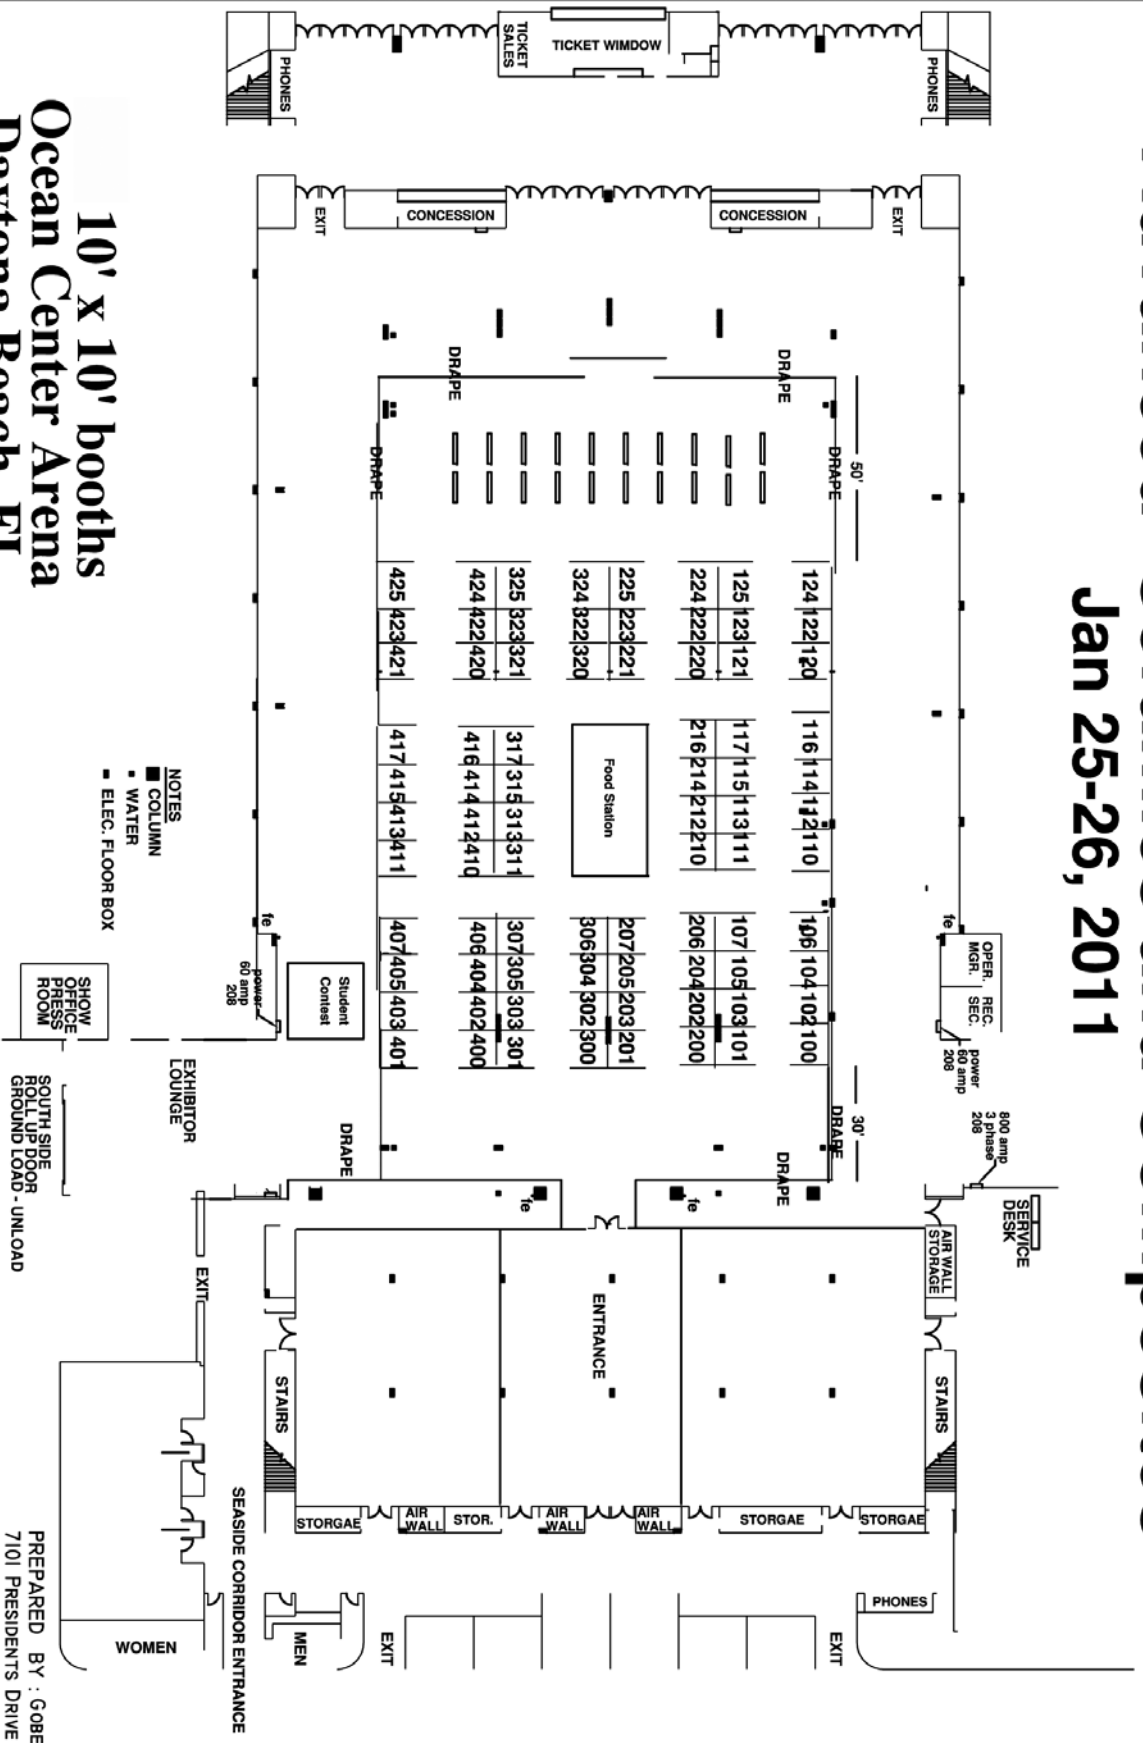 Jan 25-26, 2011
10' x 10' booths
Ocean Center Arena
TICKET
SALES
TICKET WIMDOW
PHONES
PHONES
EXIT
CONCESSION
CONCESSION
EXIT
DRAPE
DRAPE
DRAPE
DRAPE
50'
425 423 421
424 422 420
325 323 321
324 322 320
225 223 221
224 222 220
125 123 121
124 122 120
417 415 413 411
416 414 412 410
317 315 313 311
Food Station
216 214 212 210
117 115 113 111
116 114 112 110
407 405 403 401
406 404 402 400
307 305 303 301
306 304 302 300
207 205 203 201
206 204 202 200
107 105 103 101
106 104 102 100
NOTES
COLUMN
WATER
ELEC. FLOOR BOX
fe
fe
OPER.
MGR.
REC.
SEC.
power
60 amp
208
power
60 amp
208
Student
Contest
SHOW
OFFICE
PRESS
ROOM
EXHIBITOR
LOUNGE
SOUTH SIDE
ROLL UP DOOR
GROUND LOAD - UNLOAD
800 amp
3 phase
208
30'
DRAPE
DRAPE
DRAPE
fe
fe
SERVICE
DESK
AIR WALL
STORAGE
EXIT
ENTRANCE
STAIRS
STAIRS
STORGAE
AIR
WALL
STOR.
AIR
WALL
AIR
WALL
STORGAE
STORGAE
SEASIDE CORRIDOR ENTRANCE
PHONES
WOMEN
MEN
EXIT
EXIT
PREPARED BY : GOBE
7101 PRESIDENTS DRIVE